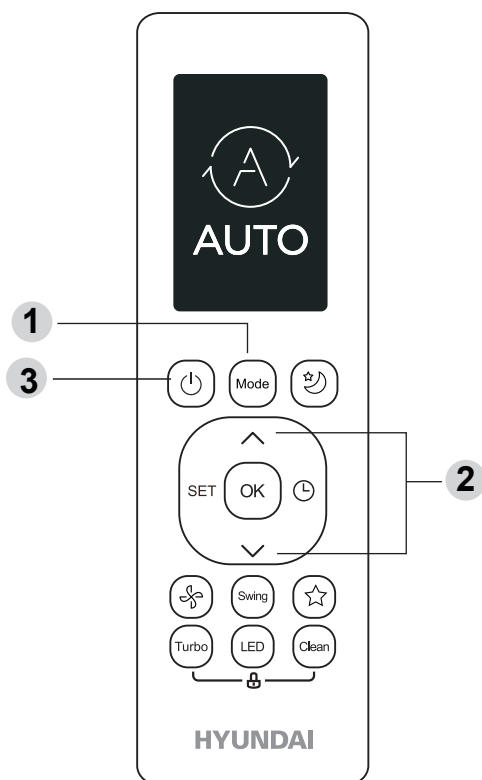 A
AUTO
1
3
Mode
SET
OK
2
Swing
Turbo
LED
Clean
HYUNDAI